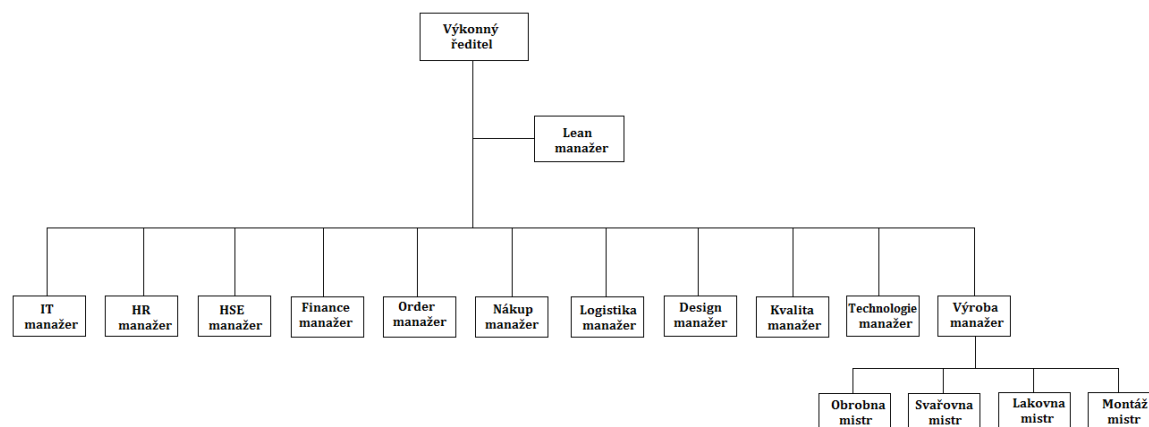 Výkonný
ředitel
Lean
manažer
IT
manažer
HR
manažer
HSE
manažer
Finance
manažer
Order
manažer
Nákup
manažer
Logistika
manažer
Design
manažer
Kvalita
manažer
Technologie
manažer
Výroba
manažer
Obrobna
mistr
Svařovna
mistr
Lakovna
mistr
Montáž
mistr